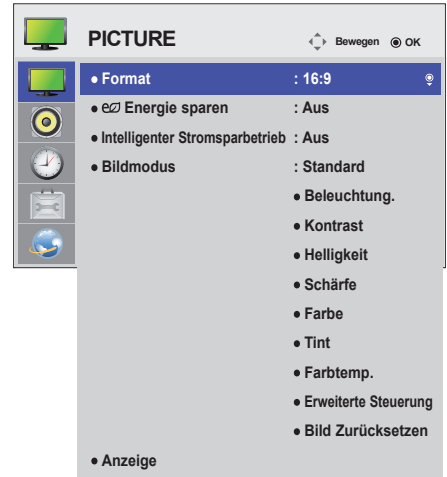 PICTURE Bewegen OK
• Format : 16:9
• e Energie sparen : Aus
• Intelligenter Stromsparbetrieb : Aus
• Bildmodus : Standard
• Beleuchtung.
• Kontrast
• Helligkeit
• Schärfe
• Farbe
• Tint
• Farbtemp.
• Erweiterte Steuerung
• Bild Zurücksetzen
• Anzeige